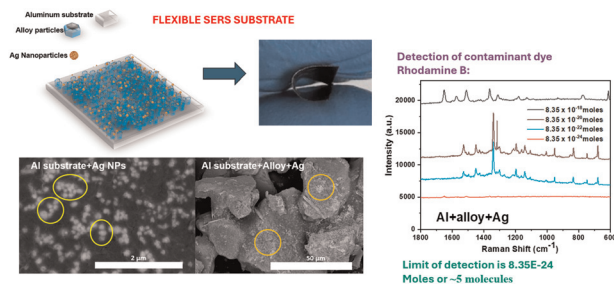 Aluminum substrate
Alloy particles
Ag Nanoparticles
FLEXIBLE SERS SUBSTRATE
Al substrate+Ag NPs
2 µm
Al substrate+Alloy+Ag
50 µm
Detection of contaminant dye
Rhodamine B:
Intensity (a.u.)
20000
15000
10000
5000
0
8.35 x 10⁻¹⁹ moles
8.35 x 10⁻²⁰ moles
8.35 x 10⁻²² moles
8.35 x 10⁻²⁴ moles
Al+alloy+Ag
1800 1600 1400 1200 1000 800 600
Raman Shift (cm⁻¹)
Limit of detection is 8.35E-24
Moles or ~5 molecules